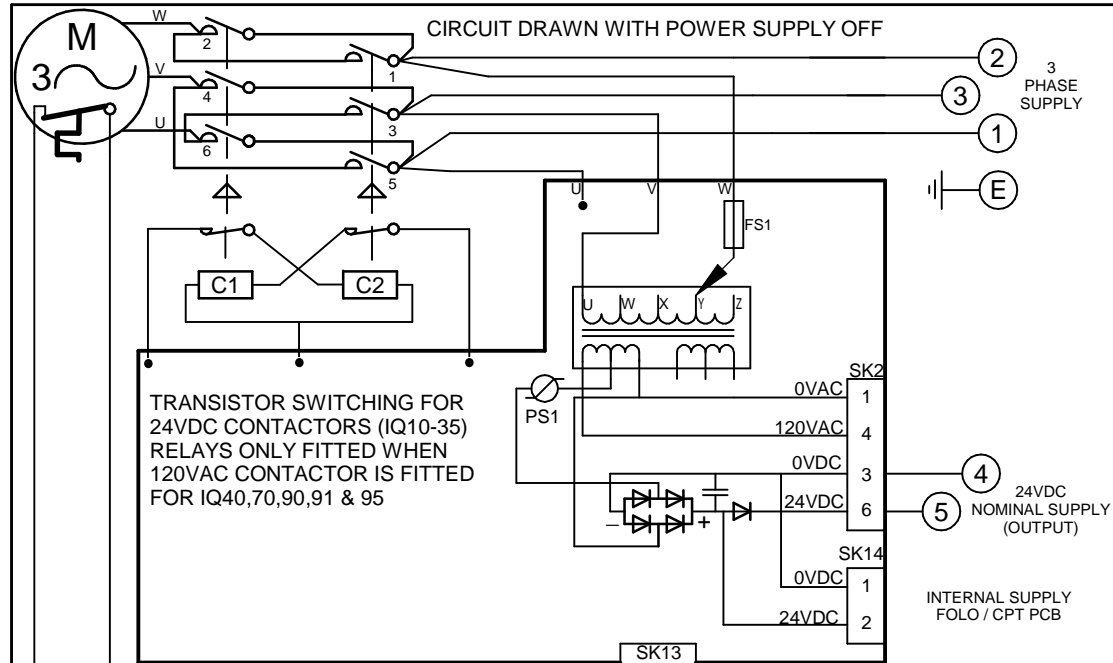 W
CIRCUIT DRAWN WITH POWER SUPPLY OFF
M
3
2
1
2
3
PHASE
SUPPLY
V
4
3
3
U
6
5
1
U
V
W
E
FS1
C1
C2
U
W
X
Y
Z
SK2
0VAC
1
PS1
TRANSISTOR SWITCHING FOR
24VDC CONTACTORS (IQ10-35)
RELAYS ONLY FITTED WHEN
120VAC CONTACTOR IS FITTED
FOR IQ40,70,90,91 & 95
120VAC
4
0VDC
3
4
24VDC
NOMINAL SUPPLY
(OUTPUT)
24VDC
6
5
–
+
SK14
0VDC
1
24VDC
2
INTERNAL SUPPLY
FOLO / CPT PCB
SK13